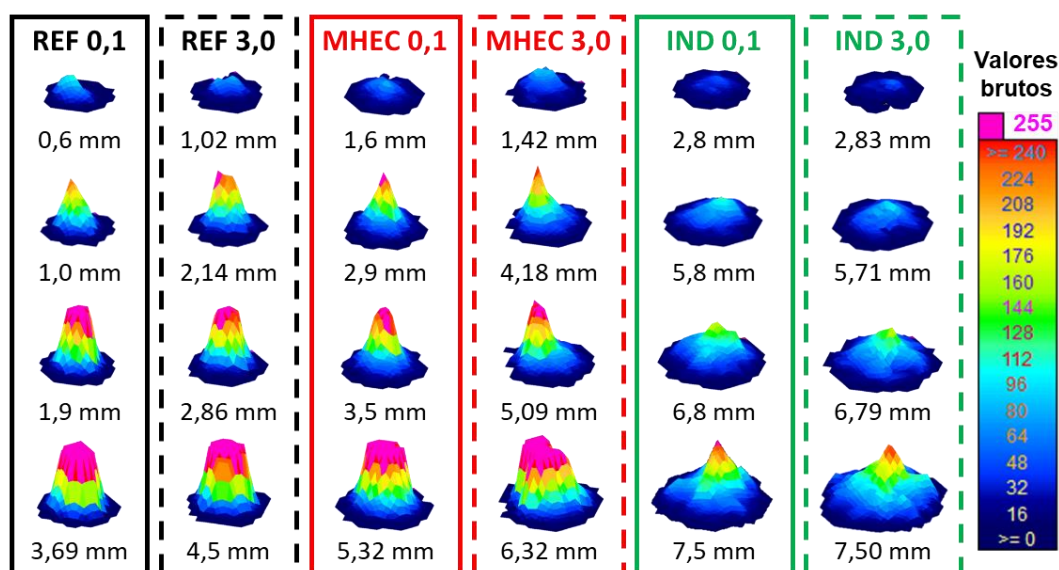 REF 0,1
REF 3,0
MHEC 0,1
MHEC 3,0
IND 0,1
IND 3,0
0,6 mm
1,02 mm
1,6 mm
1,42 mm
2,8 mm
2,83 mm
1,0 mm
2,14 mm
2,9 mm
4,18 mm
5,8 mm
5,71 mm
1,9 mm
2,86 mm
3,5 mm
5,09 mm
6,8 mm
6,79 mm
3,69 mm
4,5 mm
5,32 mm
6,32 mm
7,5 mm
7,50 mm
Valores
brutos
255
>= 240
224
208
192
176
160
144
128
112
96
80
64
48
32
16
>= 0